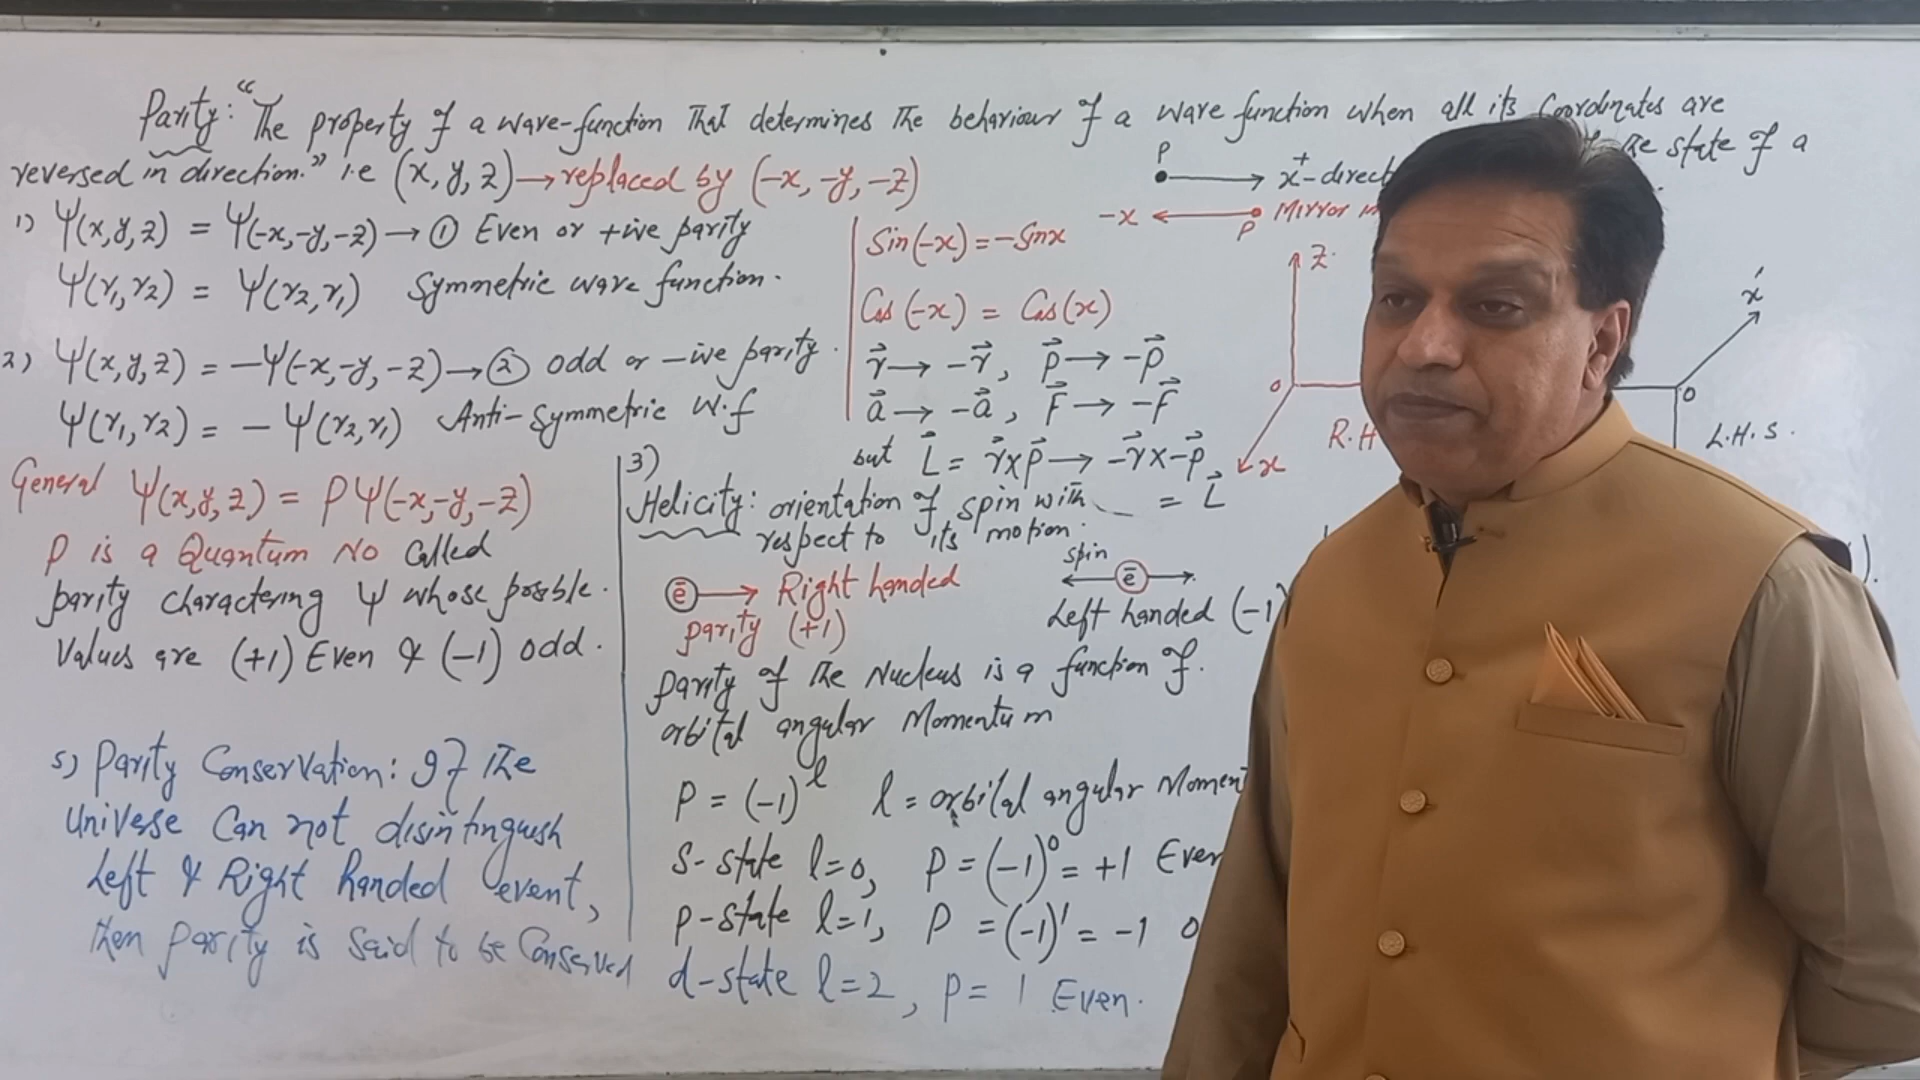 Parity: "The property of a wave-function that determines the behaviour of a wave function when all its Coordinates are
reversed in direction." i.e (x, y, z) → replaced by (-x, -y, -z)
the state of a
1) Ψ(x,y,z) = Ψ(-x,-y,-z) → ① Even or +ive parity
Ψ(r₁,r₂) = Ψ(r₂,r₁) Symmetric wave function.
2) Ψ(x,y,z) = -Ψ(-x,-y,-z) → ② odd or -ive parity.
Ψ(r₁,r₂) = - Ψ(r₂,r₁) Anti-Symmetric W.f
General Ψ(x,y,z) = PΨ(-x,-y,-z)
P is a Quantum No Called
parity charactering Ψ whose possble.
Values are (+1) Even & (-1) odd.
5) Parity Conservation: If The
Universe Can not disintinguish
Left & Right handed event,
then parity is Said to be Conserved
Sin(-x) = -Sinx
Cos(-x) = Cos(x)
r⃗ → -r⃗, p⃗ → -p⃗
a⃗ → -a⃗, F⃗ → -F⃗
but L⃗ = r⃗×p⃗ → -r⃗×-p⃗
= L⃗
3)
Helicity: orientation of spin with
respect to its motion.
ē → Right handed
parity (+1)
spin
← ē →
Left handed (-1
parity of the Nucleus is a function of.
orbital angular Momentum
P = (-1)^l l = orbital angular Moment
S-state l=0, P = (-1)⁰ = +1 Even
p-state l=1, P = (-1)¹ = -1 o
d-state l=2, P = 1 Even.
P
+
x-direct
-x ← P Mirror
Z
o
x
R.H
x'
o
L.H.S.